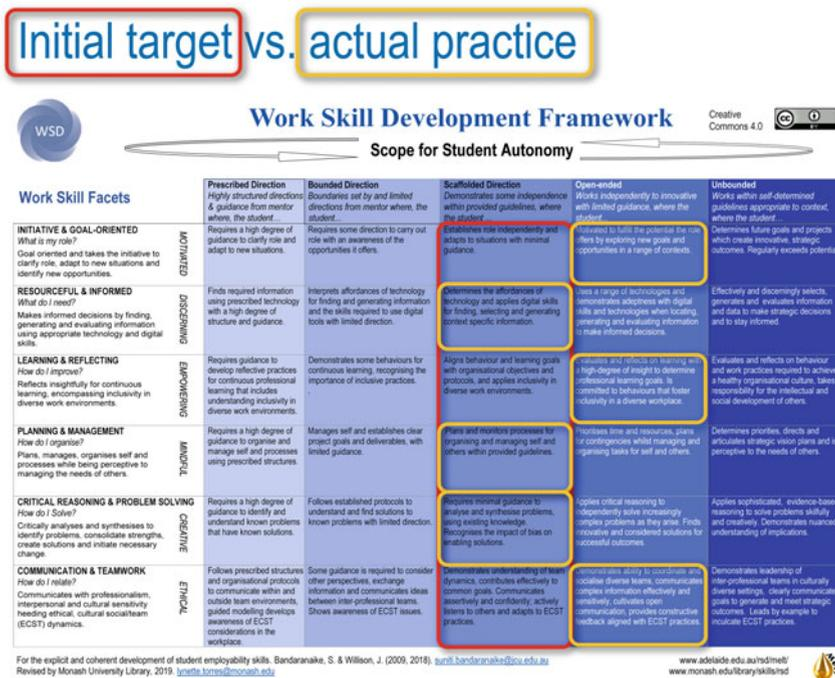 Initial target vs. actual practice
WSD
Work Skill Development Framework
Creative
Commons 4.0
cc
BY
Scope for Student Autonomy
Work Skill Facets
Prescribed Direction
Highly structured directions
& guidance from mentor
where, the student…
Bounded Direction
Boundaries set by and limited
directions from mentor where, the
student…
Scaffolded Direction
Demonstrates some independence
within provided guidelines, where
the student…
Open-ended
Works independently to innovative
with limited guidance, where the
student…
Unbounded
Works within self-determined
guidelines appropriate to context,
where the student…
INITIATIVE & GOAL-ORIENTED
What is my role?
Goal oriented and takes the initiative to
clarify role, adapt to new situations and
identify new opportunities.
MOTIVATED
Requires a high degree of
guidance to clarify role and
adapt to new situations.
Requires some direction to carry out
role with an awareness of the
opportunities it offers.
Establishes role independently and
adapts to situations with minimal
guidance.
Motivated to fulfil the potential the role
offers by exploring new goals and
opportunities in a range of contexts.
Determines future goals and projects
which create innovative, strategic
outcomes. Regularly exceeds potential
RESOURCEFUL & INFORMED
What do I need?
Makes informed decisions by finding,
generating and evaluating information
using appropriate technology and digital
skills.
DISCERNING
Finds required information
using prescribed technology
with a high degree of
structure and guidance.
Interprets affordances of technology
for finding and generating information
and the skills required to use digital
tools with limited direction.
Determines the affordances of
technology and applies digital skills
for finding, selecting and generating
context specific information.
Uses a range of technologies and
demonstrates adeptness with digital
skills and technologies when locating,
generating and evaluating information
to make informed decisions.
Effectively and discerningly selects,
generates and evaluates information
and data to make strategic decisions
and to stay informed.
LEARNING & REFLECTING
How do I improve?
Reflects insightfully for continuous
learning, encompassing inclusivity in
diverse work environments.
EMPOWERING
Requires guidance to
develop reflective practices
for continuous professional
learning that includes
understanding inclusivity in
diverse work environments.
Demonstrates some behaviours for
continuous learning, recognising the
importance of inclusive practices.
.
Aligns behaviour and learning goals
with organisational objectives and
protocols, and applies inclusivity in
diverse work environments.
Evaluates and reflects on learning with
a high-degree of insight to determine
professional learning goals. Is
committed to behaviours that foster
inclusivity in a diverse workplace.
Evaluates and reflects on behaviour
and work practices required to achieve
a healthy organisational culture, takes
responsibility for the intellectual and
social development of others.
PLANNING & MANAGEMENT
How do I organise?
Plans, manages, organises self and
processes while being perceptive to
managing the needs of others.
MINDFUL
Requires a high degree of
guidance to organise and
manage self and processes
using prescribed structures.
Manages self and establishes clear
project goals and deliverables, with
limited guidance.
Plans and monitors processes for
organising and managing self and
others within provided guidelines.
Prioritises time and resources, plans
for contingencies whilst managing and
organising tasks for self and others.
Determines priorities, directs and
articulates strategic vision plans and is
perceptive to the needs of others.
CRITICAL REASONING & PROBLEM SOLVING
How do I Solve?
Critically analyses and synthesises to
identify problems, consolidate strengths,
create solutions and initiate necessary
change.
CREATIVE
Requires a high degree of
guidance to identify and
understand known problems
that have known solutions.
Follows established protocols to
understand and find solutions to
known problems with limited direction.
Requires minimal guidance to
analyse and synthesise problems,
using existing knowledge.
Recognises the impact of bias on
enabling solutions.
Applies critical reasoning to
independently solve increasingly
complex problems as they arise. Finds
innovative and considered solutions for
successful outcomes.
Applies sophisticated, evidence-based
reasoning to solve problems skilfully
and creatively. Demonstrates nuanced
understanding of implications.
COMMUNICATION & TEAMWORK
How do I relate?
Communicates with professionalism,
interpersonal and cultural sensitivity
heeding ethical, cultural social/team
(ECST) dynamics.
ETHICAL
Follows prescribed structures
and organisational protocols
to communicate within and
outside team environments,
guided modelling develops
awareness of ECST
considerations in the
workplace.
Some guidance is required to consider
other perspectives, exchange
information and communicates ideas
between inter-professional teams.
Shows awareness of ECST issues.
Demonstrates understanding of team
dynamics, contributes effectively to
common goals. Communicates
assertively and confidently; actively
listens to others and adapts to ECST
practices.
Demonstrates ability to coordinate and
socialise diverse teams, communicates
complex information effectively and
sensitively, cultivates open
communication, provides constructive
feedback aligned with ECST practices.
Demonstrates leadership of
inter-professional teams in culturally
diverse settings, clearly communicate
goals to generate and meet strategic
outcomes. Leads by example to
inculcate ECST practices.
For the explicit and coherent development of student employability skills. Bandaranaike, S. & Willison, J. (2009, 2018). suniti.bandaranaike@jcu.edu.au
Revised by Monash University Library, 2019. lynette.torres@monash.edu
www.adelaide.edu.au/rsd/melt/
www.monash.edu/library/skills/rsd